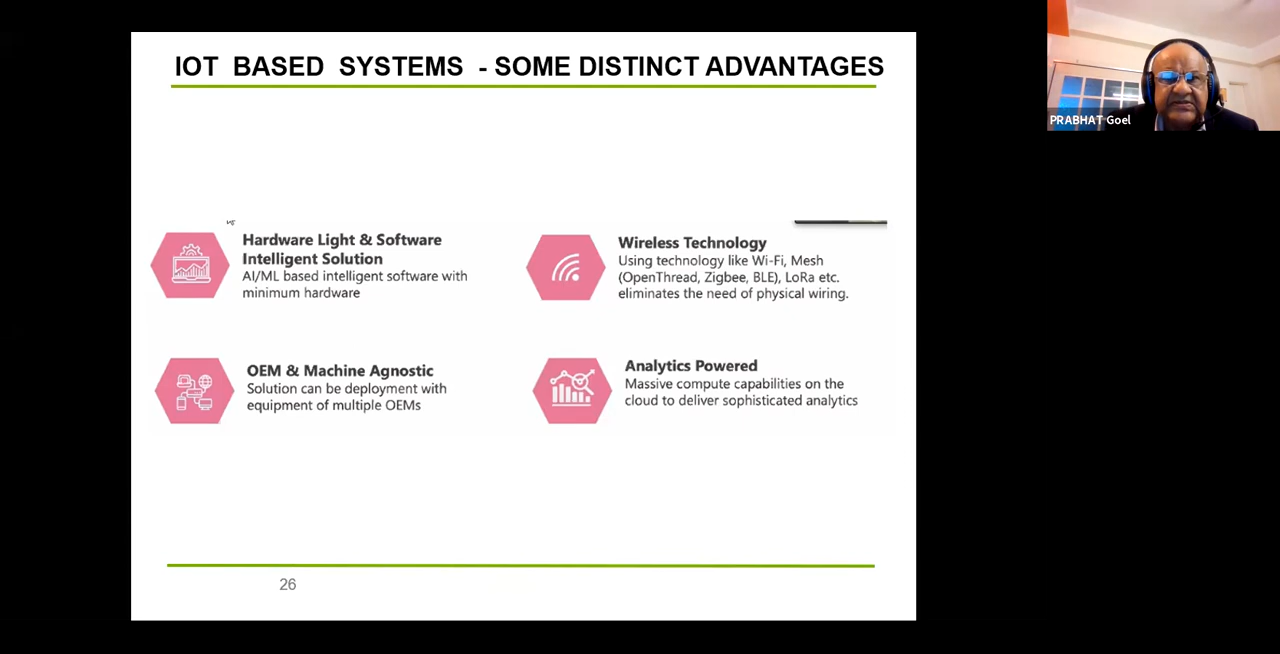 IOT BASED SYSTEMS - SOME DISTINCT ADVANTAGES
PRABHAT Goel
Hardware Light & Software
Intelligent Solution
AI/ML based intelligent software with
minimum hardware
Wireless Technology
Using technology like Wi-Fi, Mesh
(OpenThread, Zigbee, BLE), LoRa etc.
eliminates the need of physical wiring.
OEM & Machine Agnostic
Solution can be deployment with
equipment of multiple OEMs
Analytics Powered
Massive compute capabilities on the
cloud to deliver sophisticated analytics
26